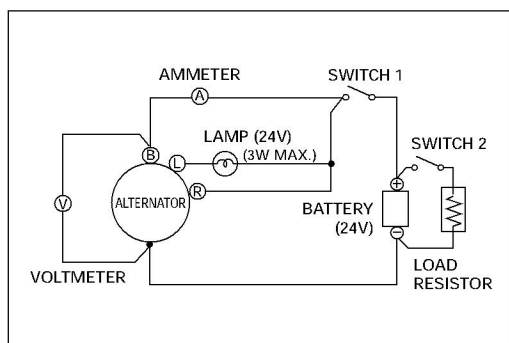 AMMETER
SWITCH 1
A
LAMP (24V)
(3W MAX.)
SWITCH 2
B
L
R
V
ALTERNATOR
+
BATTERY
(24V)
−
VOLTMETER
LOAD
RESISTOR